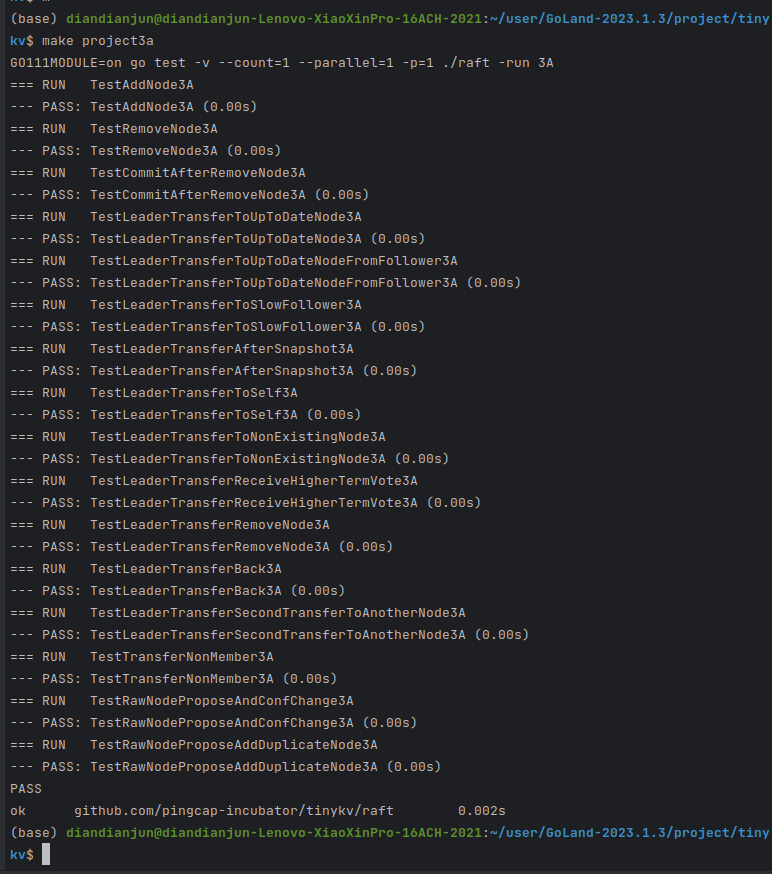 (base) diandianjun@diandianjun-Lenovo-XiaoXinPro-16ACH-2021:~/user/GoLand-2023.1.3/project/tiny
kv$ make project3a
GO111MODULE=on go test -v --count=1 --parallel=1 -p=1 ./raft -run 3A
=== RUN   TestAddNode3A
--- PASS: TestAddNode3A (0.00s)
=== RUN   TestRemoveNode3A
--- PASS: TestRemoveNode3A (0.00s)
=== RUN   TestCommitAfterRemoveNode3A
--- PASS: TestCommitAfterRemoveNode3A (0.00s)
=== RUN   TestLeaderTransferToUpToDateNode3A
--- PASS: TestLeaderTransferToUpToDateNode3A (0.00s)
=== RUN   TestLeaderTransferToUpToDateNodeFromFollower3A
--- PASS: TestLeaderTransferToUpToDateNodeFromFollower3A (0.00s)
=== RUN   TestLeaderTransferToSlowFollower3A
--- PASS: TestLeaderTransferToSlowFollower3A (0.00s)
=== RUN   TestLeaderTransferAfterSnapshot3A
--- PASS: TestLeaderTransferAfterSnapshot3A (0.00s)
=== RUN   TestLeaderTransferToSelf3A
--- PASS: TestLeaderTransferToSelf3A (0.00s)
=== RUN   TestLeaderTransferToNonExistingNode3A
--- PASS: TestLeaderTransferToNonExistingNode3A (0.00s)
=== RUN   TestLeaderTransferReceiveHigherTermVote3A
--- PASS: TestLeaderTransferReceiveHigherTermVote3A (0.00s)
=== RUN   TestLeaderTransferRemoveNode3A
--- PASS: TestLeaderTransferRemoveNode3A (0.00s)
=== RUN   TestLeaderTransferBack3A
--- PASS: TestLeaderTransferBack3A (0.00s)
=== RUN   TestLeaderTransferSecondTransferToAnotherNode3A
--- PASS: TestLeaderTransferSecondTransferToAnotherNode3A (0.00s)
=== RUN   TestTransferNonMember3A
--- PASS: TestTransferNonMember3A (0.00s)
=== RUN   TestRawNodeProposeAndConfChange3A
--- PASS: TestRawNodeProposeAndConfChange3A (0.00s)
=== RUN   TestRawNodeProposeAddDuplicateNode3A
--- PASS: TestRawNodeProposeAddDuplicateNode3A (0.00s)
PASS
ok      github.com/pingcap-incubator/tinykv/raft        0.002s
(base) diandianjun@diandianjun-Lenovo-XiaoXinPro-16ACH-2021:~/user/GoLand-2023.1.3/project/tiny
kv$